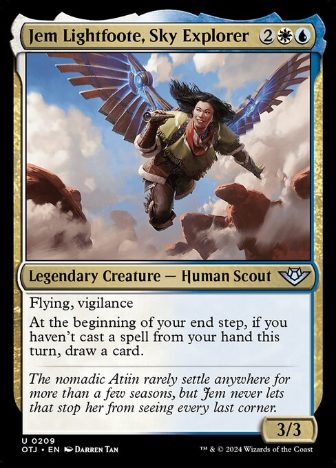 Jem Lightfoote, Sky Explorer 2
Legendary Creature — Human Scout
Flying, vigilance
At the beginning of your end step, if you
haven't cast a spell from your hand this
turn, draw a card.
The nomadic Atiin rarely settle anywhere for
more than a few seasons, but Jem never lets
that stop her from seeing every last corner.
3/3
U 0209
OTJ • EN Darren Tan
™ & © 2024 Wizards of the Coast